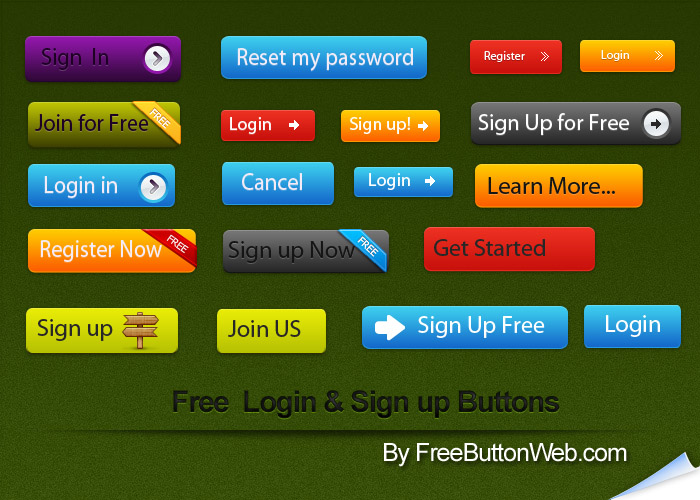 Sign In
Reset my password
Register
Login
Join for Free
FREE
Login
Sign up!
Sign Up for Free
Login in
Cancel
Login
Learn More...
Register Now
FREE
Sign up Now
FREE
Get Started
Sign up
Join US
Sign Up Free
Login
Free Login & Sign up Buttons
By FreeButtonWeb.com